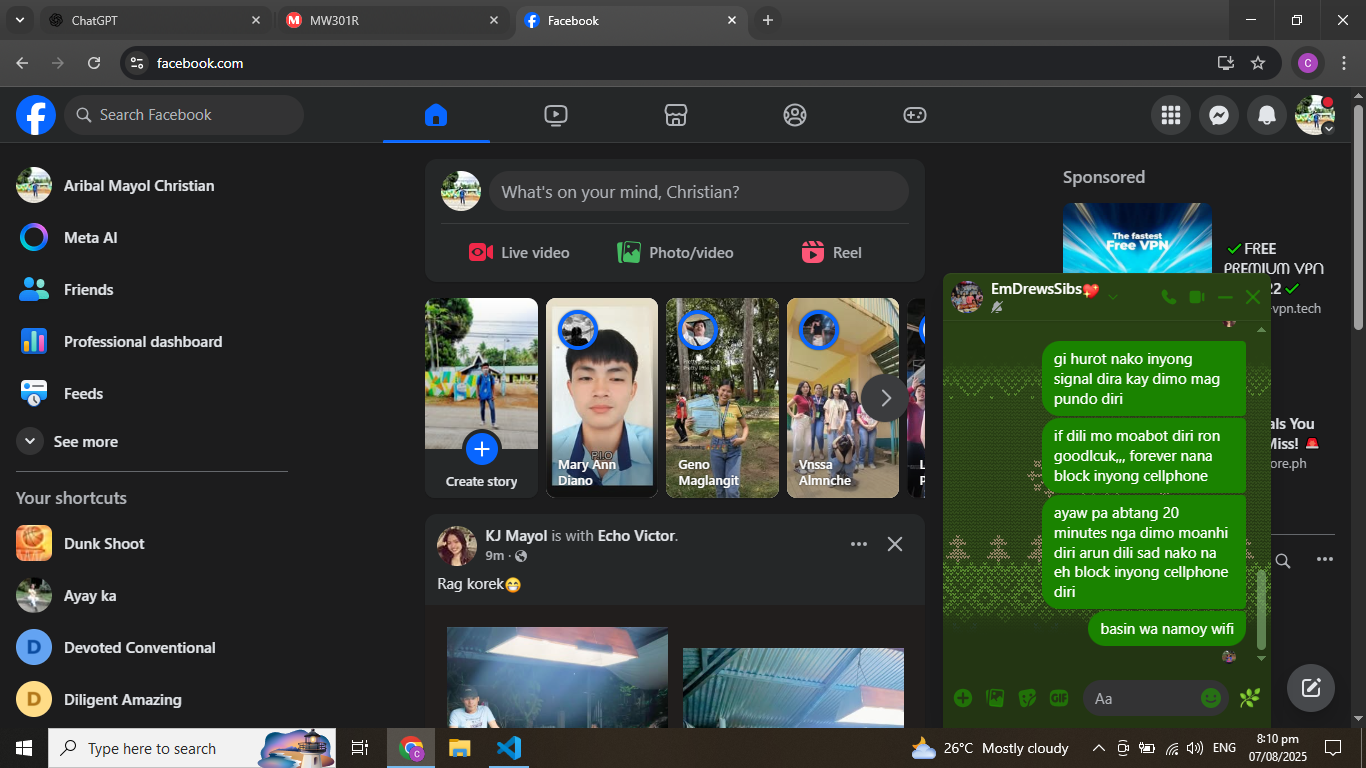 ChatGPT
MW301R
Facebook
facebook.com
C
Search Facebook
Aribal Mayol Christian
Meta AI
Friends
Professional dashboard
Feeds
See more
Your shortcuts
Dunk Shoot
Ayay ka
D
Devoted Conventional
D
Diligent Amazing
What's on your mind, Christian?
Live video
Photo/video
Reel
Create story
Mary Ann
Diano
Geno
Maglangit
Vnssa
Almnche
KJ Mayol is with Echo Victor.
9m
Rag korek
Sponsored
The fastest
Free VPN
FREE
PREMIUM VPN
22
-vpn.tech
als You
Miss!
ore.ph
EmDrewsSibs
gi hurot nako inyong
signal dira kay dimo mag
pundo diri
if dili mo moabot diri ron
goodlcuk,,, forever nana
block inyong cellphone
ayaw pa abtang 20
minutes nga dimo moanhi
diri arun dili sad nako na
eh block inyong cellphone
diri
basin wa namoy wifi
GIF
Aa
Type here to search
26°C Mostly cloudy
ENG
8:10 pm
07/08/2025